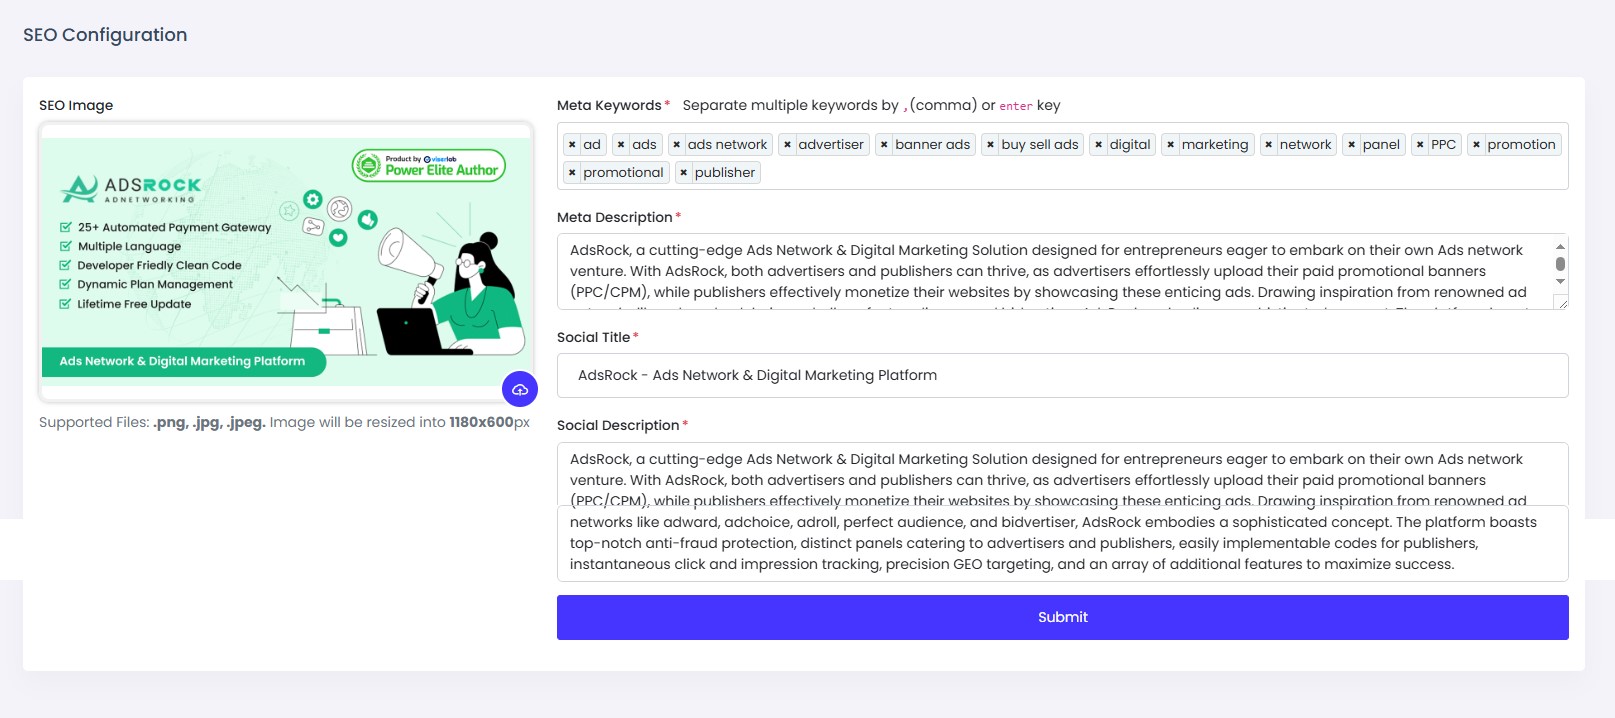 SEO Configuration
SEO Image
Product by viserlab
Power Elite Author
ADSROCK
ADNETWORKING
25+ Automated Payment Gateway
Multiple Language
Developer Friedly Clean Code
Dynamic Plan Management
Lifetime Free Update
Ads Network & Digital Marketing Platform
Supported Files: .png, .jpg, .jpeg. Image will be resized into 1180x600px
Meta Keywords* Separate multiple keywords by ,(comma) or enter key
× ad × ads × ads network × advertiser × banner ads × buy sell ads × digital × marketing × network × panel × PPC × promotion
× promotional × publisher
Meta Description*
AdsRock, a cutting-edge Ads Network & Digital Marketing Solution designed for entrepreneurs eager to embark on their own Ads network
venture. With AdsRock, both advertisers and publishers can thrive, as advertisers effortlessly upload their paid promotional banners
(PPC/CPM), while publishers effectively monetize their websites by showcasing these enticing ads. Drawing inspiration from renowned ad
Social Title*
AdsRock - Ads Network & Digital Marketing Platform
Social Description*
AdsRock, a cutting-edge Ads Network & Digital Marketing Solution designed for entrepreneurs eager to embark on their own Ads network
venture. With AdsRock, both advertisers and publishers can thrive, as advertisers effortlessly upload their paid promotional banners
(PPC/CPM), while publishers effectively monetize their websites by showcasing these enticing ads. Drawing inspiration from renowned ad
networks like adward, adchoice, adroll, perfect audience, and bidvertiser, AdsRock embodies a sophisticated concept. The platform boasts
top-notch anti-fraud protection, distinct panels catering to advertisers and publishers, easily implementable codes for publishers,
instantaneous click and impression tracking, precision GEO targeting, and an array of additional features to maximize success.
Submit